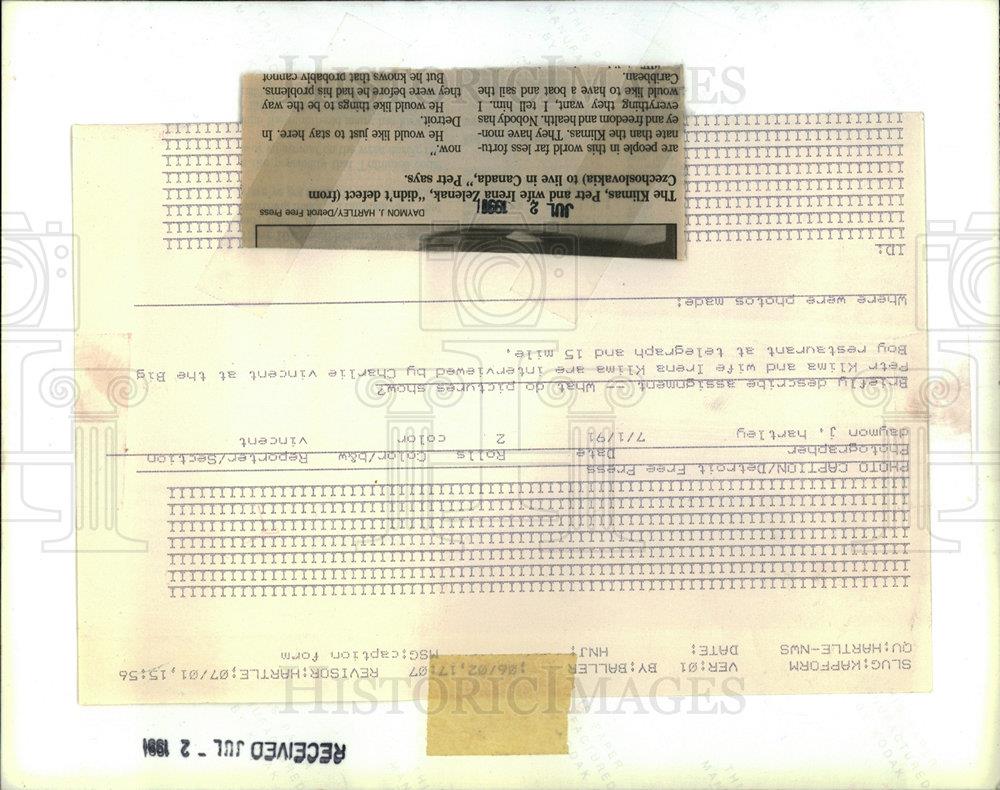 RECEIVED JUL - 2 1991
SLUG:KAPFORM VER:01 BY:BALLER ;06/02,17:07 REVISOR:HARTLE;07/01,15:56
QU:HARTLE-NWS DATE: HNJ: MSG:caption form
PHOTO CAPTION/Detroit Free Press
Photographer Date Rolls Color/b&w Reporter/Section
daymon j. hartley 7/1/91 2 color vincent
Briefly describe assignment -- What do pictures show?
Petr Klima and wife Irena Klima are interviewed by Charlie vincent at the Big
Boy restaurant at telegraph and 15 mile.
Where were photos made:
ID:
JUL 2 1991
DAYMON J. HARTLEY/Detroit Free Press
The Klimas, Petr and wife Irena Zelenak, "didn't defect (from
Czechoslovakia) to live in Canada," Petr says.
are people in this world far less fortu-
nate than the Klimas. They have mon-
ey and freedom and health. Nobody has
everything they want, I tell him. I
would like to have a boat and sail the
Caribbean.
now."
He would like just to stay here. In
Detroit.
He would like things to be the way
they were before he had his problems.
But he knows that probably cannot
HISTORICIMAGES
HISTORICIMAGES